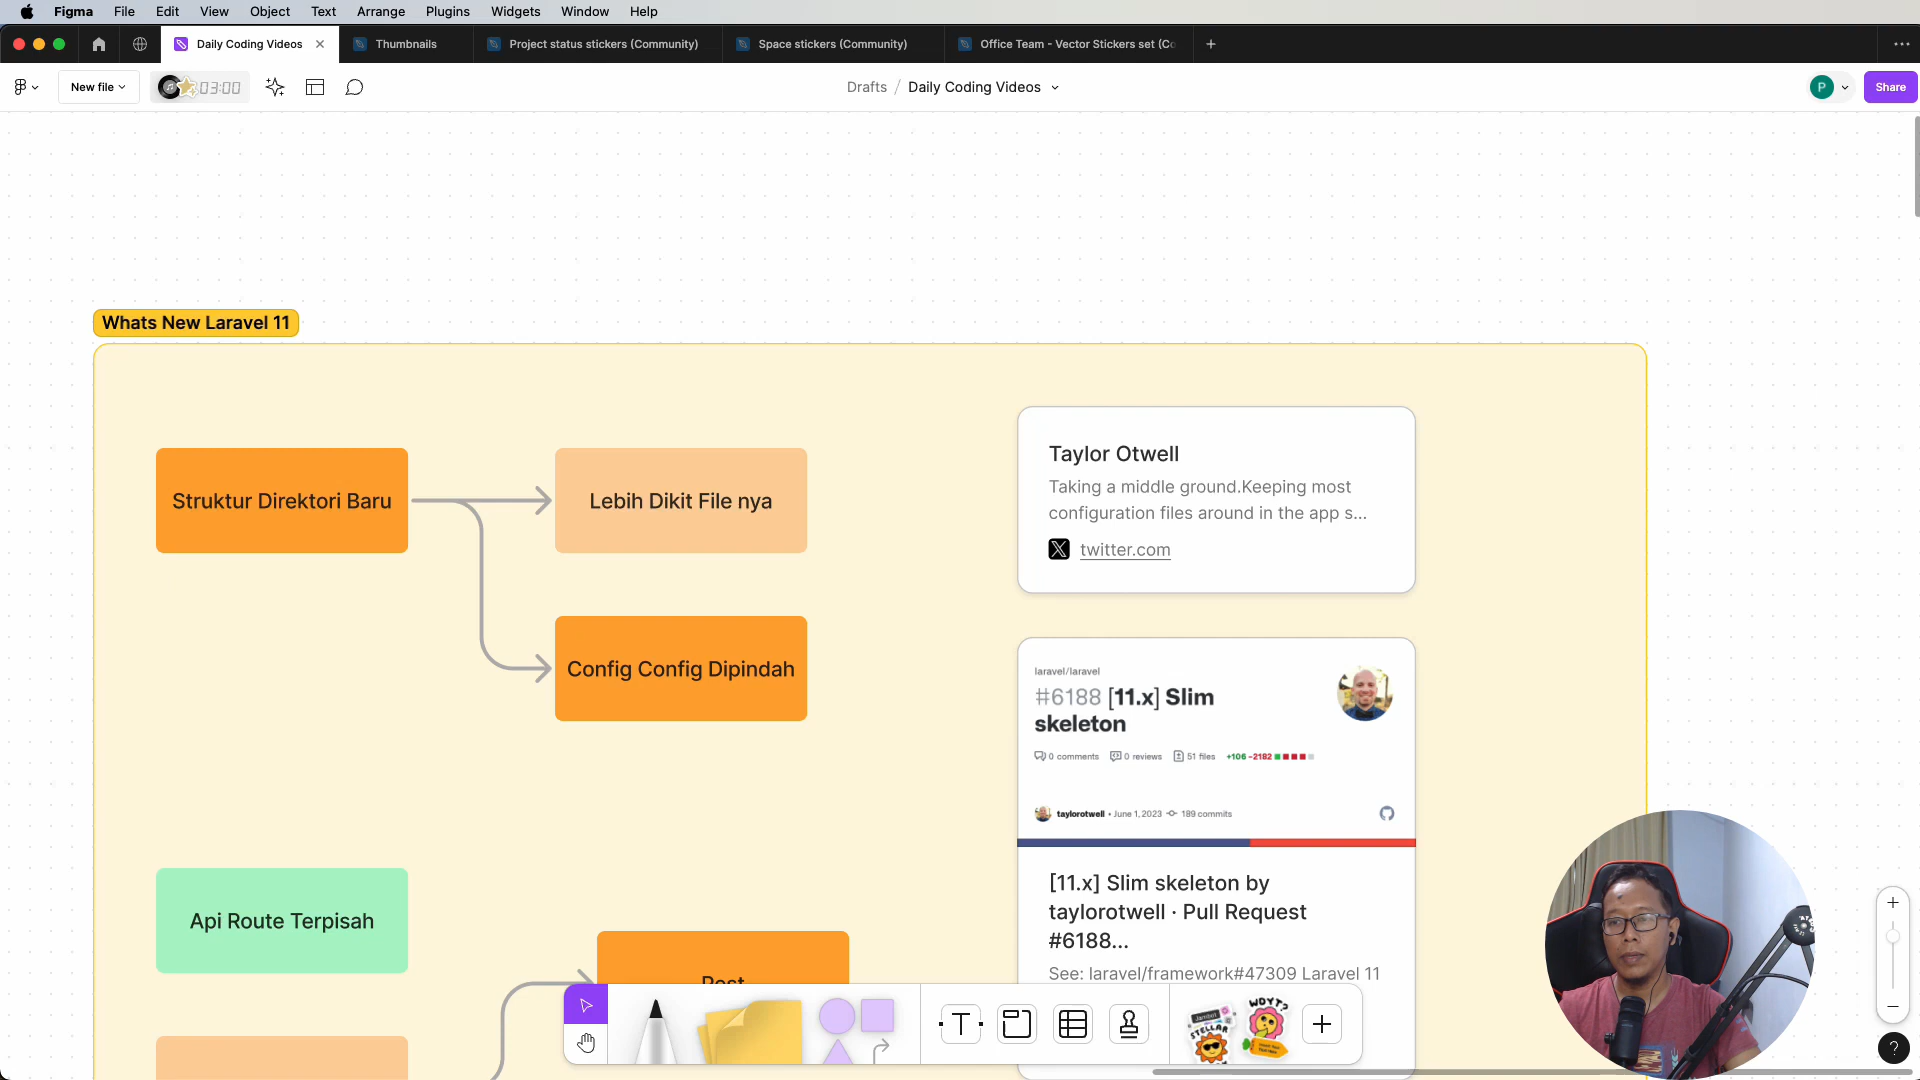 Figma File Edit View Object Text Arrange Plugins Widgets Window Help
Daily Coding Videos Thumbnails Project status stickers (Community) Space stickers (Community) Office Team - Vector Stickers set (Co
New file 03:00 Drafts / Daily Coding Videos P Share
Whats New Laravel 11
Struktur Direktori Baru
Lebih Dikit File nya
Config Config Dipindah
Api Route Terpisah
Post
Taylor Otwell
Taking a middle ground.Keeping most
configuration files around in the app s...
twitter.com
laravel/laravel
#6188 [11.x] Slim
skeleton
0 comments 0 reviews 51 files +106 -2182
taylorotwell • June 1, 2023 189 commits
[11.x] Slim skeleton by
taylorotwell · Pull Request
#6188...
See: laravel/framework#47309 Laravel 11
T
Jambot
STELLAR
WDYT?
?